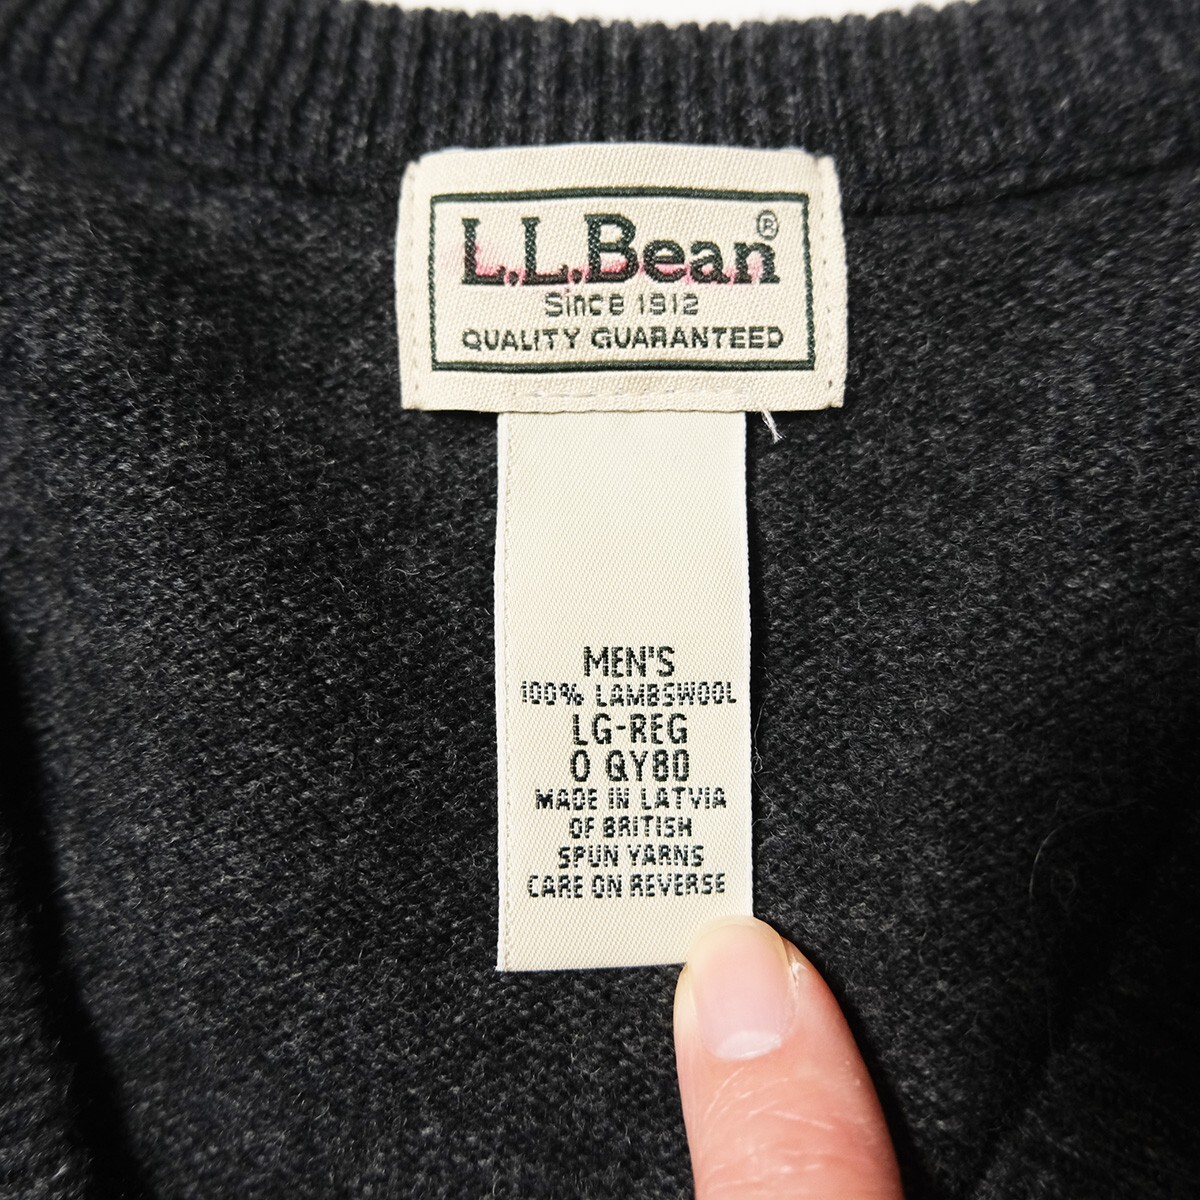 L.L.Bean®
Since 1912
QUALITY GUARANTEED
MEN'S
100% LAMBSWOOL
LG-REG
0 QY80
MADE IN LATVIA
OF BRITISH
SPUN YARNS
CARE ON REVERSE